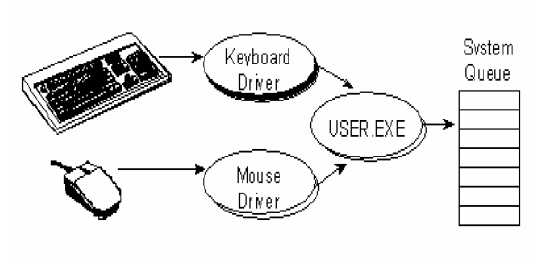 Keyboard
Driver
System
Queue
USER.EXE
Mouse
Driver